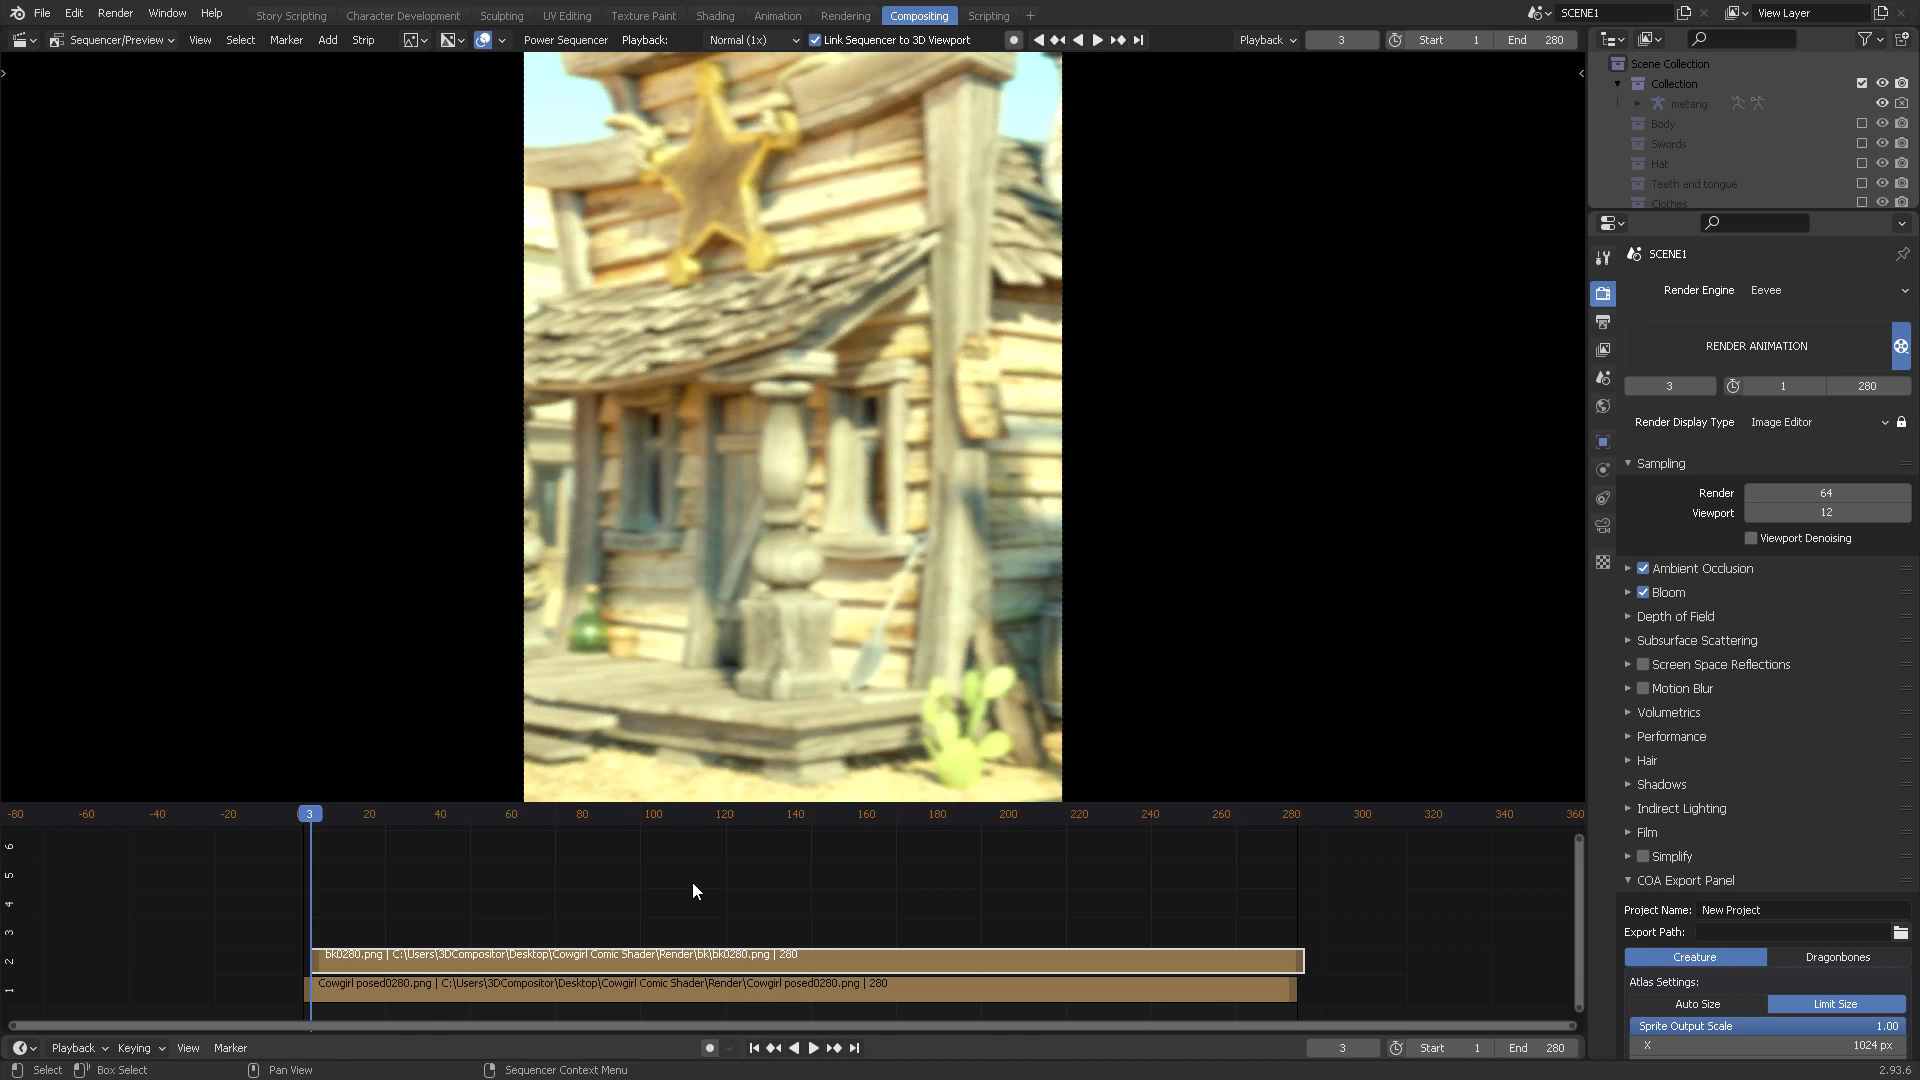 File Edit Render Window Help Story Scripting Character Development Sculpting UV Editing Texture Paint Shading Animation Rendering Compositing Scripting SCENE1 View Layer
Sequencer/Preview View Select Marker Add Strip Power Sequencer Playback: Normal (1x) Link Sequencer to 3D Viewport Playback 3 Start 1 End 280
Scene Collection
Collection
metarig
Body
Swords
Hat
Teeth and tongue
Clothes
SCENE1
Render Engine Eevee
RENDER ANIMATION
3 1 280
Render Display Type Image Editor
Sampling
Render 64
Viewport 12
Viewport Denoising
Ambient Occlusion
Bloom
Depth of Field
Subsurface Scattering
Screen Space Reflections
Motion Blur
Volumetrics
Performance
Hair
Shadows
Indirect Lighting
Film
Simplify
COA Export Panel
Project Name: New Project
Export Path:
Creature Dragonbones
Atlas Settings:
Auto Size Limit Size
Sprite Output Scale 1.00
X 1024 px
-80 -60 -40 -20 3 20 40 60 80 100 120 140 160 180 200 220 240 260 280 300 320 340 360
6
5
4
3
2
1
bk0280.png | C:\Users\3DCompositor\Desktop\Cowgirl Comic Shader\Render\bk\bk0280.png | 280
Cowgirl posed0280.png | C:\Users\3DCompositor\Desktop\Cowgirl Comic Shader\Render\Cowgirl posed0280.png | 280
Playback Keying View Marker 3 Start 1 End 280
Select Box Select Pan View Sequencer Context Menu 2.93.6